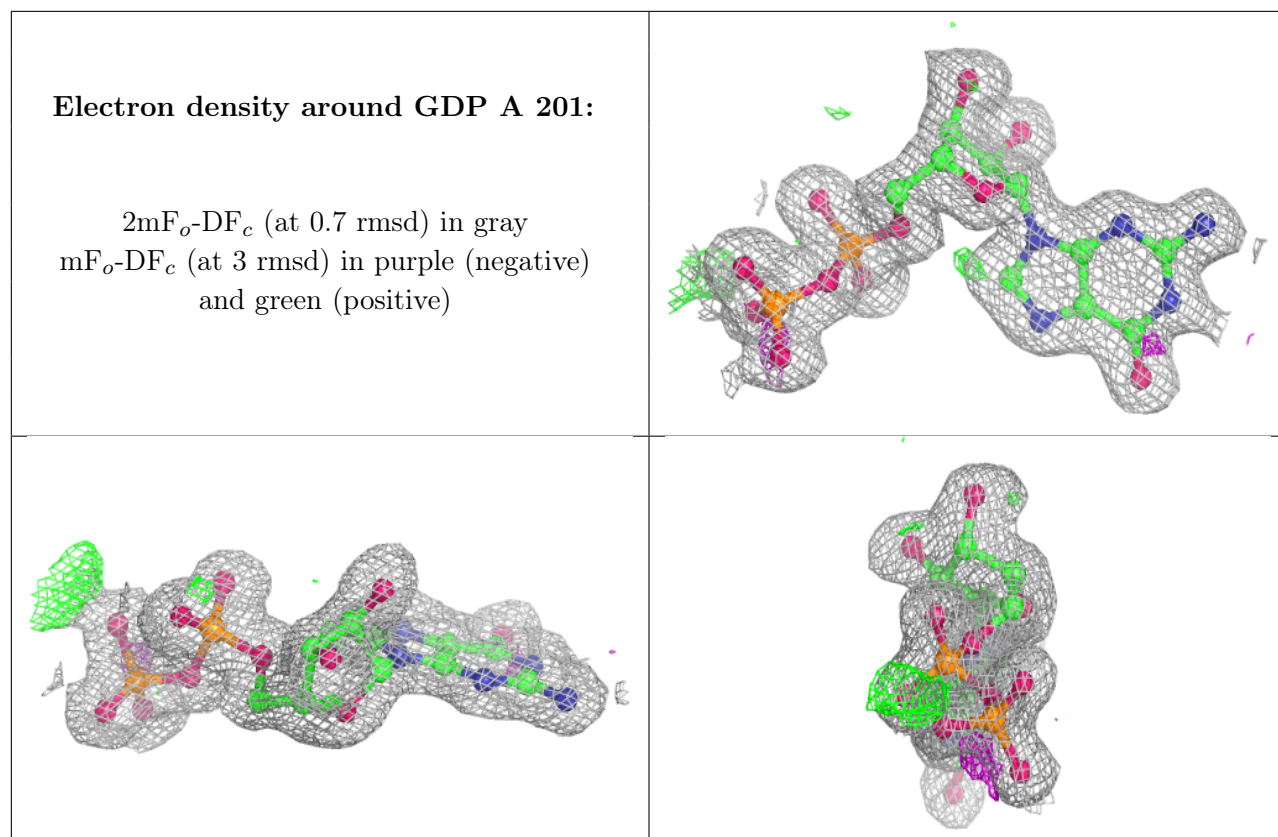 Electron density around GDP A 201:
2mFo-DFc (at 0.7 rmsd) in gray
mFo-DFc (at 3 rmsd) in purple (negative)
and green (positive)